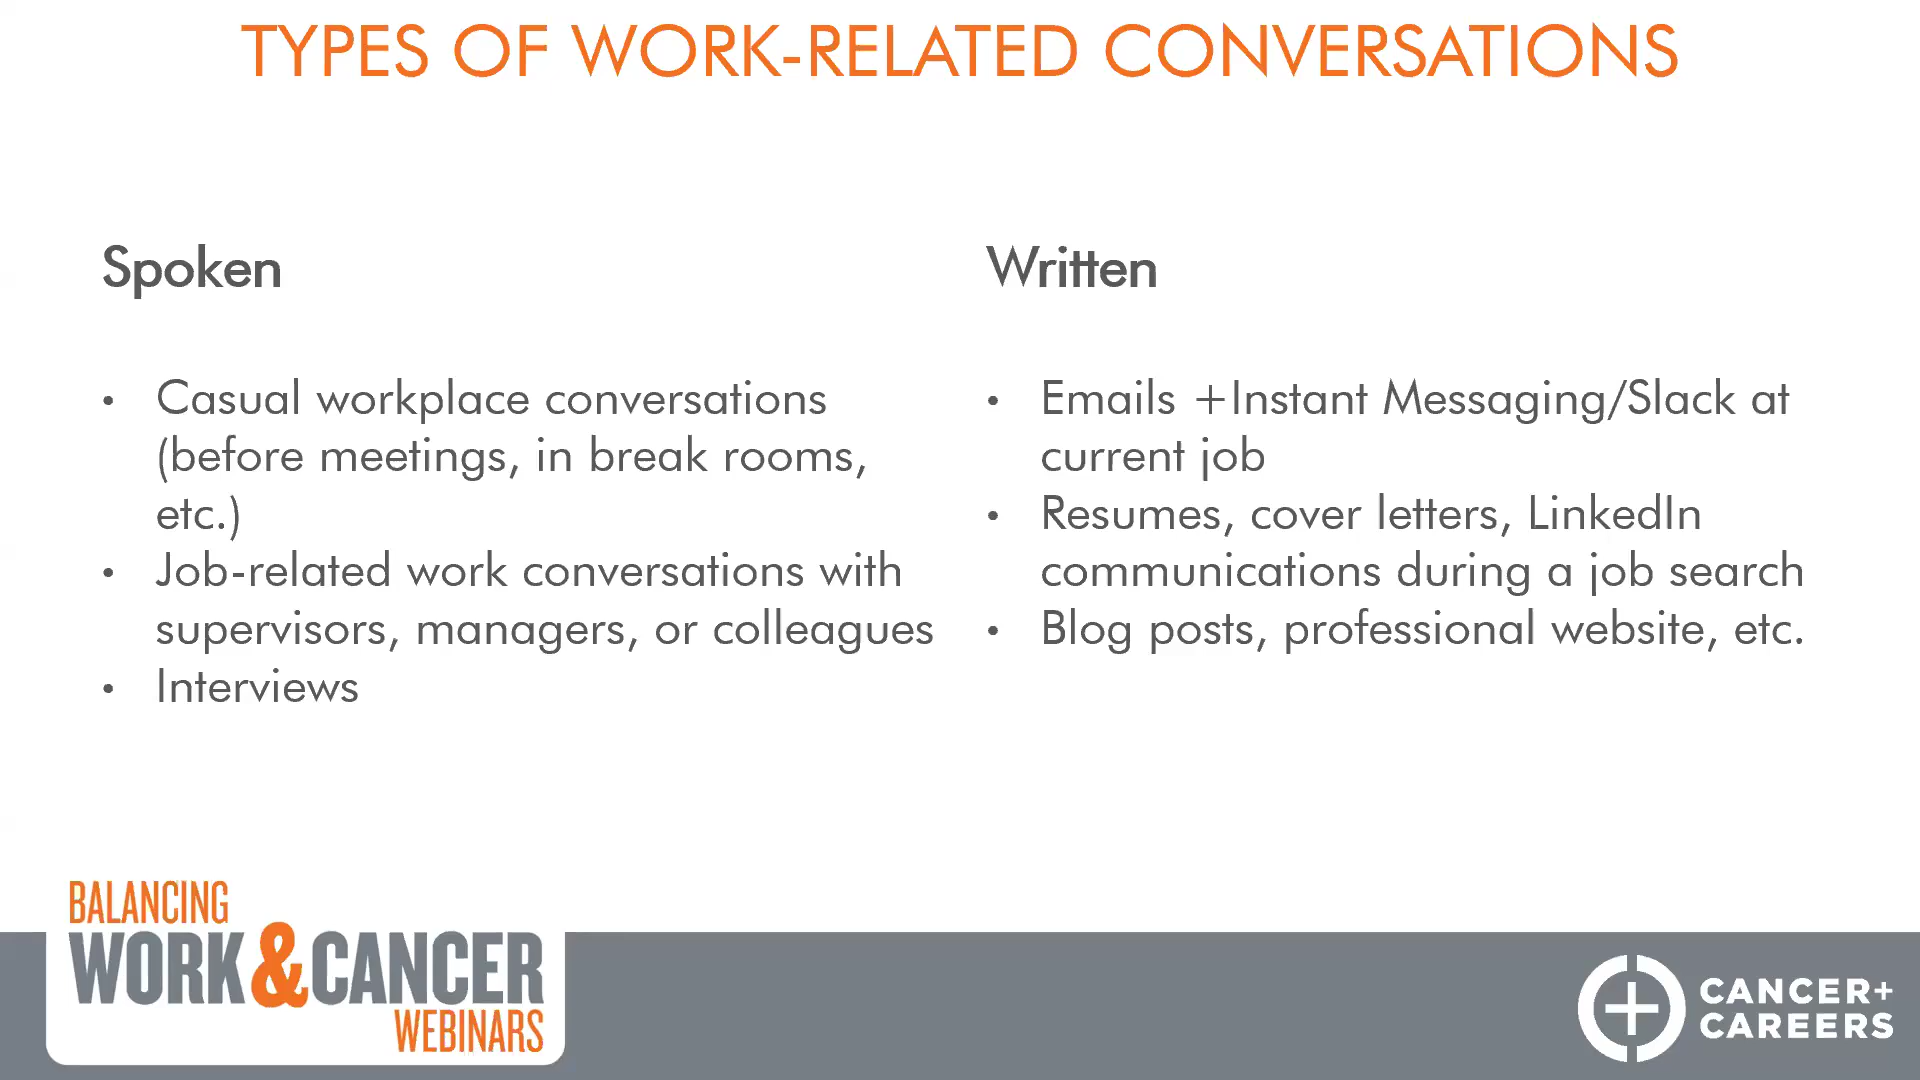 TYPES OF WORK-RELATED CONVERSATIONS
Spoken
• Casual workplace conversations
(before meetings, in break rooms,
etc.)
• Job-related work conversations with
supervisors, managers, or colleagues
• Interviews
Written
• Emails +Instant Messaging/Slack at
current job
• Resumes, cover letters, LinkedIn
communications during a job search
• Blog posts, professional website, etc.
BALANCING
WORK&CANCER
WEBINARS
CANCER+
CAREERS